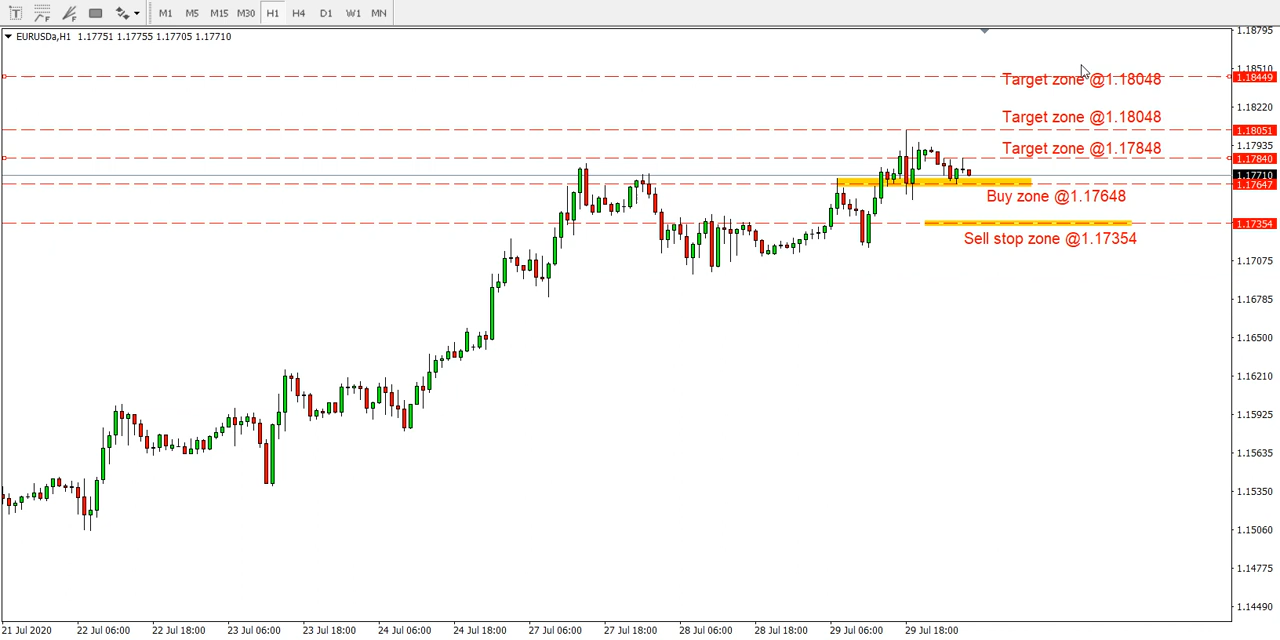 T F F M1 M5 M15 M30 H1 H4 D1 W1 MN
EURUSDa,H1 1.17751 1.17755 1.17705 1.17710
1.18795
1.18510
Target zone @1.18048
1.18449
1.18220
Target zone @1.18048
1.18051
1.17935
Target zone @1.17848
1.17840
1.17710
1.17647
Buy zone @1.17648
1.17354
Sell stop zone @1.17354
1.17075
1.16785
1.16500
1.16210
1.15925
1.15635
1.15350
1.15060
1.14775
1.14490
21 Jul 2020 22 Jul 06:00 22 Jul 18:00 23 Jul 06:00 23 Jul 18:00 24 Jul 06:00 24 Jul 18:00 27 Jul 06:00 27 Jul 18:00 28 Jul 06:00 28 Jul 18:00 29 Jul 06:00 29 Jul 18:00